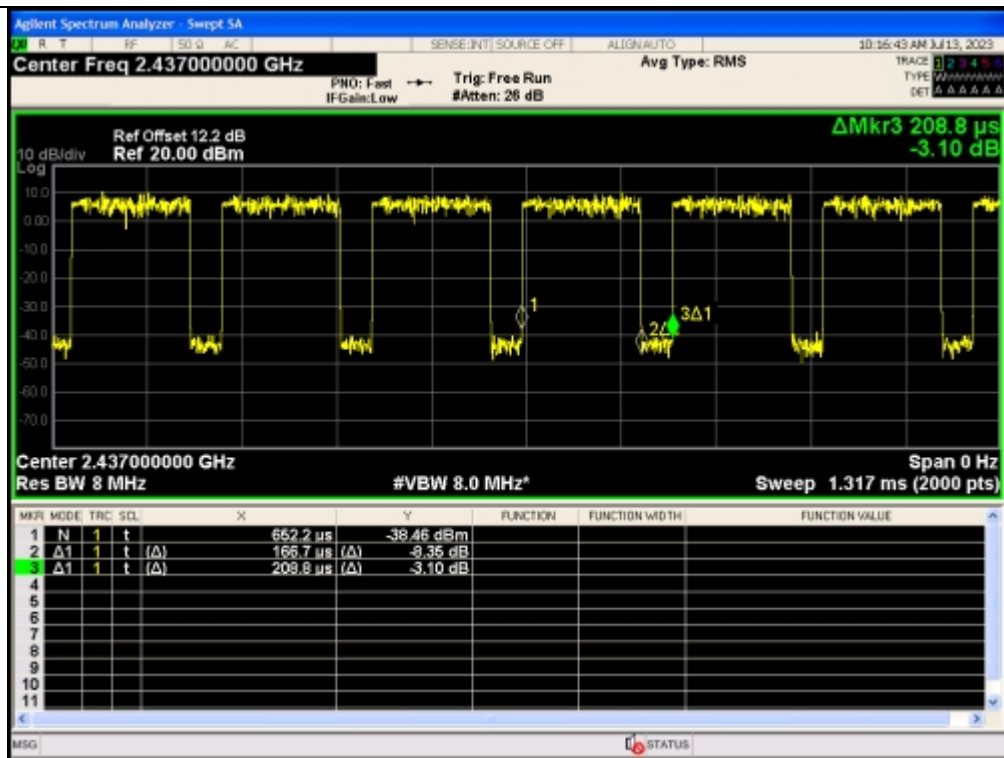 Agilent Spectrum Analyzer - Swept SA
R T RF 50 Ω AC SENSE:INT SOURCE OFF ALIGNAUTO 10:16:43 AM Jul 13, 2023
Center Freq 2.437000000 GHz Avg Type: RMS TRACE 1 2 3 4 5 6
PNO: Fast Trig: Free Run TYPE
IFGain:Low #Atten: 26 dB DET A A A A A A
ΔMkr3 208.8 µs
-3.10 dB
Ref Offset 12.2 dB
10 dB/div Ref 20.00 dBm
Log
10.0
0.00
-10.0
-20.0
-30.0
-40.0
-50.0
-60.0
-70.0
1
3Δ1
Center 2.437000000 GHz Span 0 Hz
Res BW 8 MHz #VBW 8.0 MHz* Sweep 1.317 ms (2000 pts)
MKR MODE TRC SCL X Y FUNCTION FUNCTION WIDTH FUNCTION VALUE
1 N 1 t 652.2 µs -38.46 dBm
2 Δ1 1 t (Δ) 166.7 µs (Δ) -8.35 dB
3 Δ1 1 t (Δ) 208.8 µs (Δ) -3.10 dB
4
5
6
7
8
9
10
11
MSG STATUS